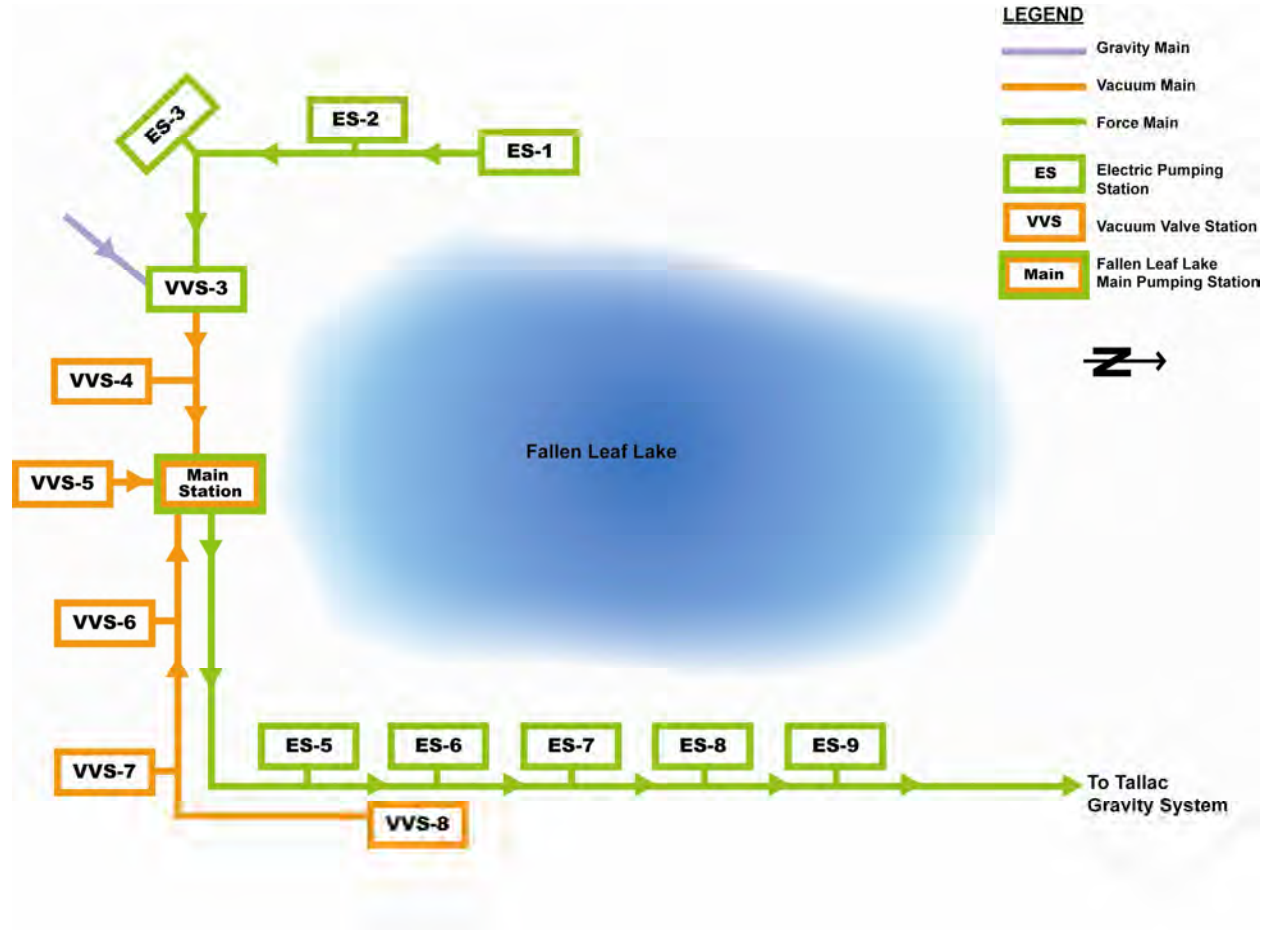 LEGEND
Gravity Main
Vacuum Main
Force Main
ES
Electric Pumping
Station
VVS
Vacuum Valve Station
Main
Fallen Leaf Lake
Main Pumping Station
N
ES-3
ES-2
ES-1
VVS-3
VVS-4
VVS-5
Main
Station
Fallen Leaf Lake
VVS-6
VVS-7
VVS-8
ES-5
ES-6
ES-7
ES-8
ES-9
To Tallac
Gravity System